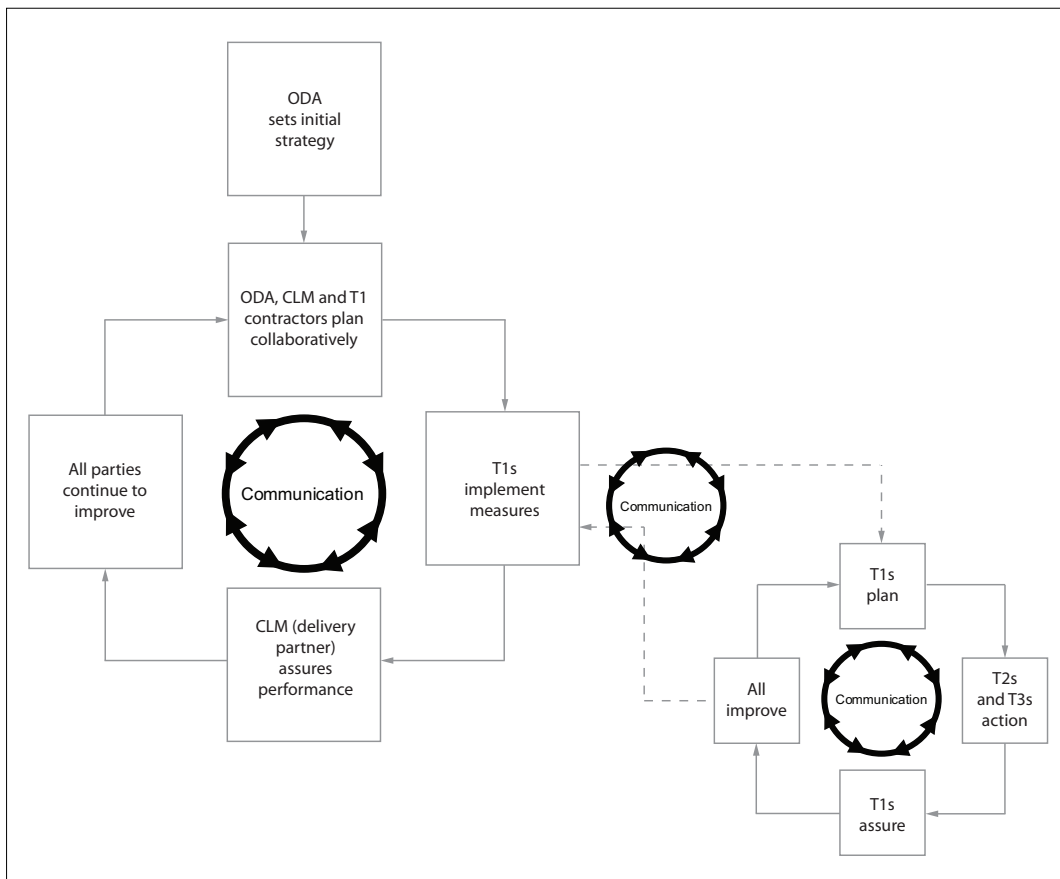 ODA
sets initial
strategy
ODA, CLM and T1
contractors plan
collaboratively
All parties
continue to
improve
Communication
T1s
implement
measures
Communication
CLM (delivery
partner)
assures
performance
T1s
plan
All
improve
Communication
T2s
and T3s
action
T1s
assure